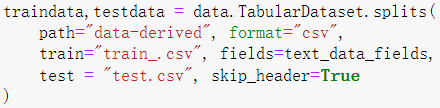 traindata,testdata = data.TabularDataset.splits(
    path="data-derived", format="csv",
    train="train_.csv", fields=text_data_fields,
    test = "test.csv", skip_header=True
)